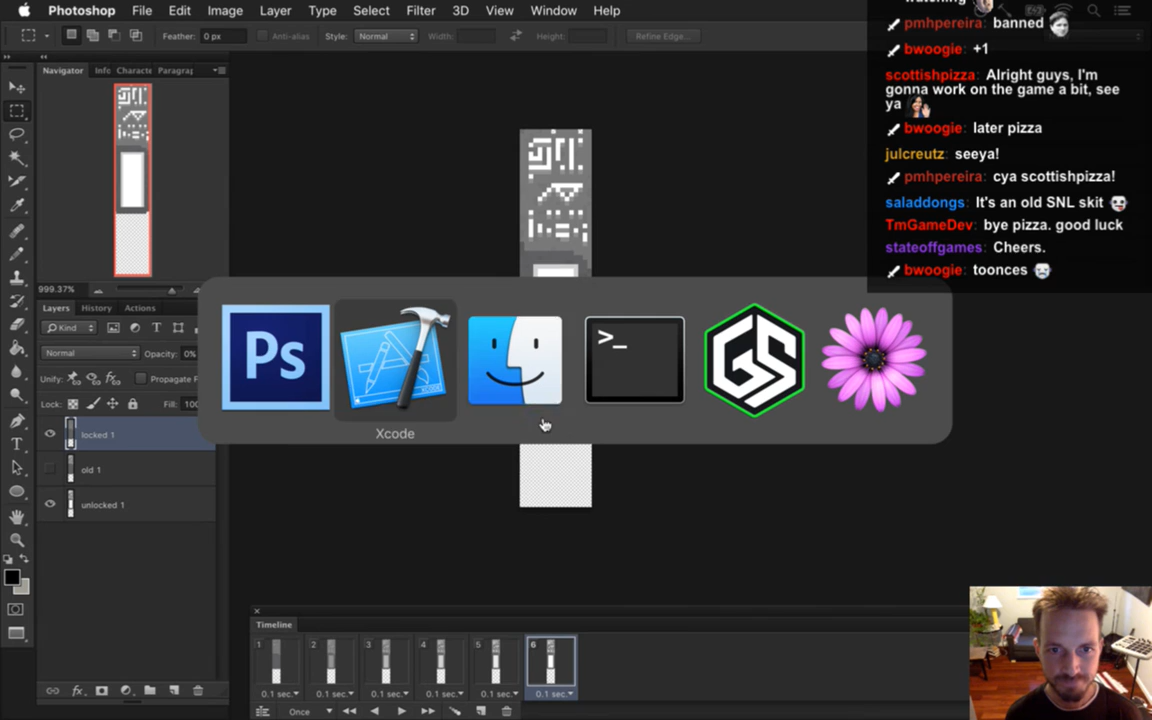 Photoshop File Edit Image Layer Type Select Filter 3D View Window Help
Feather: 0 px Anti-alias Style: Normal Width: Height: Refine Edge...
Navigator Info Characte Paragraj
999.37%
Layers History Actions
Kind
Normal Opacity: 0%
Unify: Propagate F
Lock: Fill: 100
locked 1
old 1
unlocked 1
Ps
>_
GS
Xcode
Timeline
1 2 3 4 5 6
0.1 sec. 0.1 sec. 0.1 sec. 0.1 sec. 0.1 sec. 0.1 sec.
Once
pmhpereira: banned
bwoogie: +1
scottishpizza: Alright guys, I'm
gonna work on the game a bit, see
ya
bwoogie: later pizza
julcreutz: seeya!
pmhpereira: cya scottishpizza!
saladdongs: It's an old SNL skit
TmGameDev: bye pizza. good luck
stateoffgames: Cheers.
bwoogie: toonces